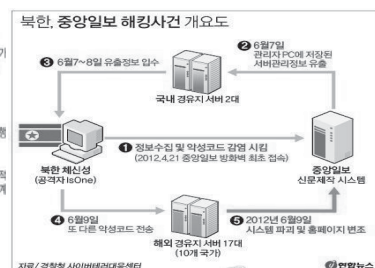 북한, 중앙일보 해킹사건 개요도
❷ 6월7일
관리자 PC에 저장된
서버관리정보 유출
❸ 6월7~8일 유출정보 입수
국내 경유지 서버 2대
❶ 정보수집 및 악성코드 감염 시킴
(2012.4.21 중앙일보 방화벽 최초 접속)
북한 체신성
(공격자 IsOne)
중앙일보
신문제작 시스템
❹ 6월9일
또 다른 악성코드 전송
❺ 2012년 6월9일
시스템 파괴 및 홈페이지 변조
해외 경유지 서버 17대
(10개 국가)
자료/경찰청 사이버테러대응센터
연합뉴스
기
행
적
계